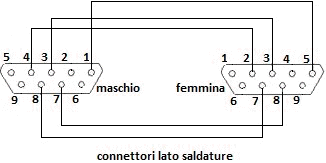 5 4 3 2 1
1 2 3 4 5
maschio
femmina
9 8 7 6
6 7 8 9
connettori lato saldature